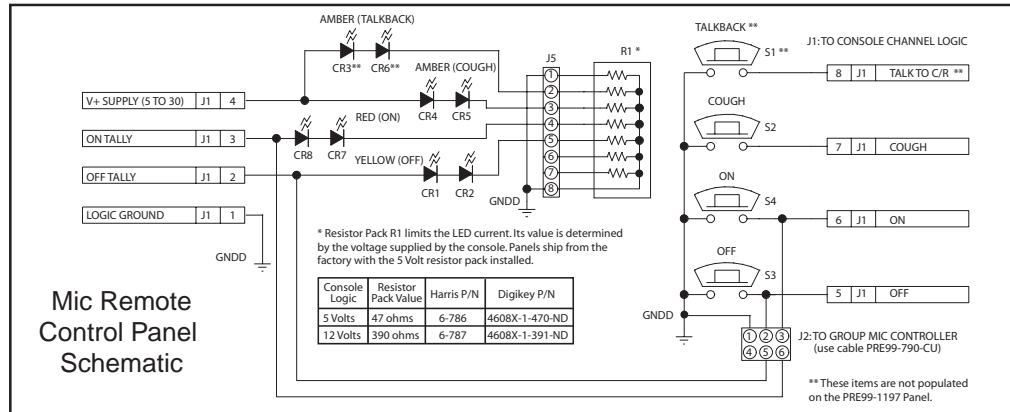 AMBER (TALKBACK)
CR3** CR6**
AMBER (COUGH)
CR4 CR5
V+ SUPPLY (5 TO 30) J1 4
RED (ON)
ON TALLY J1 3
CR8 CR7
YELLOW (OFF)
OFF TALLY J1 2
CR1 CR2
LOGIC GROUND J1 1
GNDD
J5
1
2
3
4
5
6
7
8
GNDD
R1 *
* Resistor Pack R1 limits the LED current. Its value is determined
by the voltage supplied by the console. Panels ship from the
factory with the 5 Volt resistor pack installed.
Console Logic Resistor Pack Value Harris P/N Digikey P/N
5 Volts 47 ohms 6-786 4608X-1-470-ND
12 Volts 390 ohms 6-787 4608X-1-391-ND
Mic Remote
Control Panel
Schematic
TALKBACK **
S1 **
J1: TO CONSOLE CHANNEL LOGIC
8 J1 TALK TO C/R **
COUGH
S2
7 J1 COUGH
ON
S4
6 J1 ON
OFF
S3
5 J1 OFF
GNDD
1 2 3
4 5 6
J2: TO GROUP MIC CONTROLLER
(use cable PRE99-790-CU)
** These items are not populated
on the PRE99-1197 Panel.